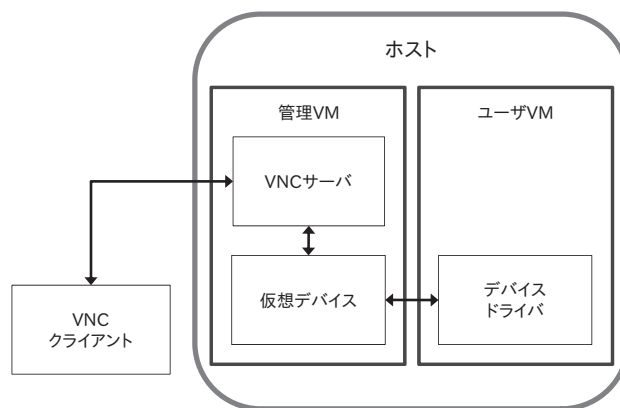 ホスト
管理VM
ユーザVM
VNCサーバ
仮想デバイス
デバイス
ドライバ
VNC
クライアント